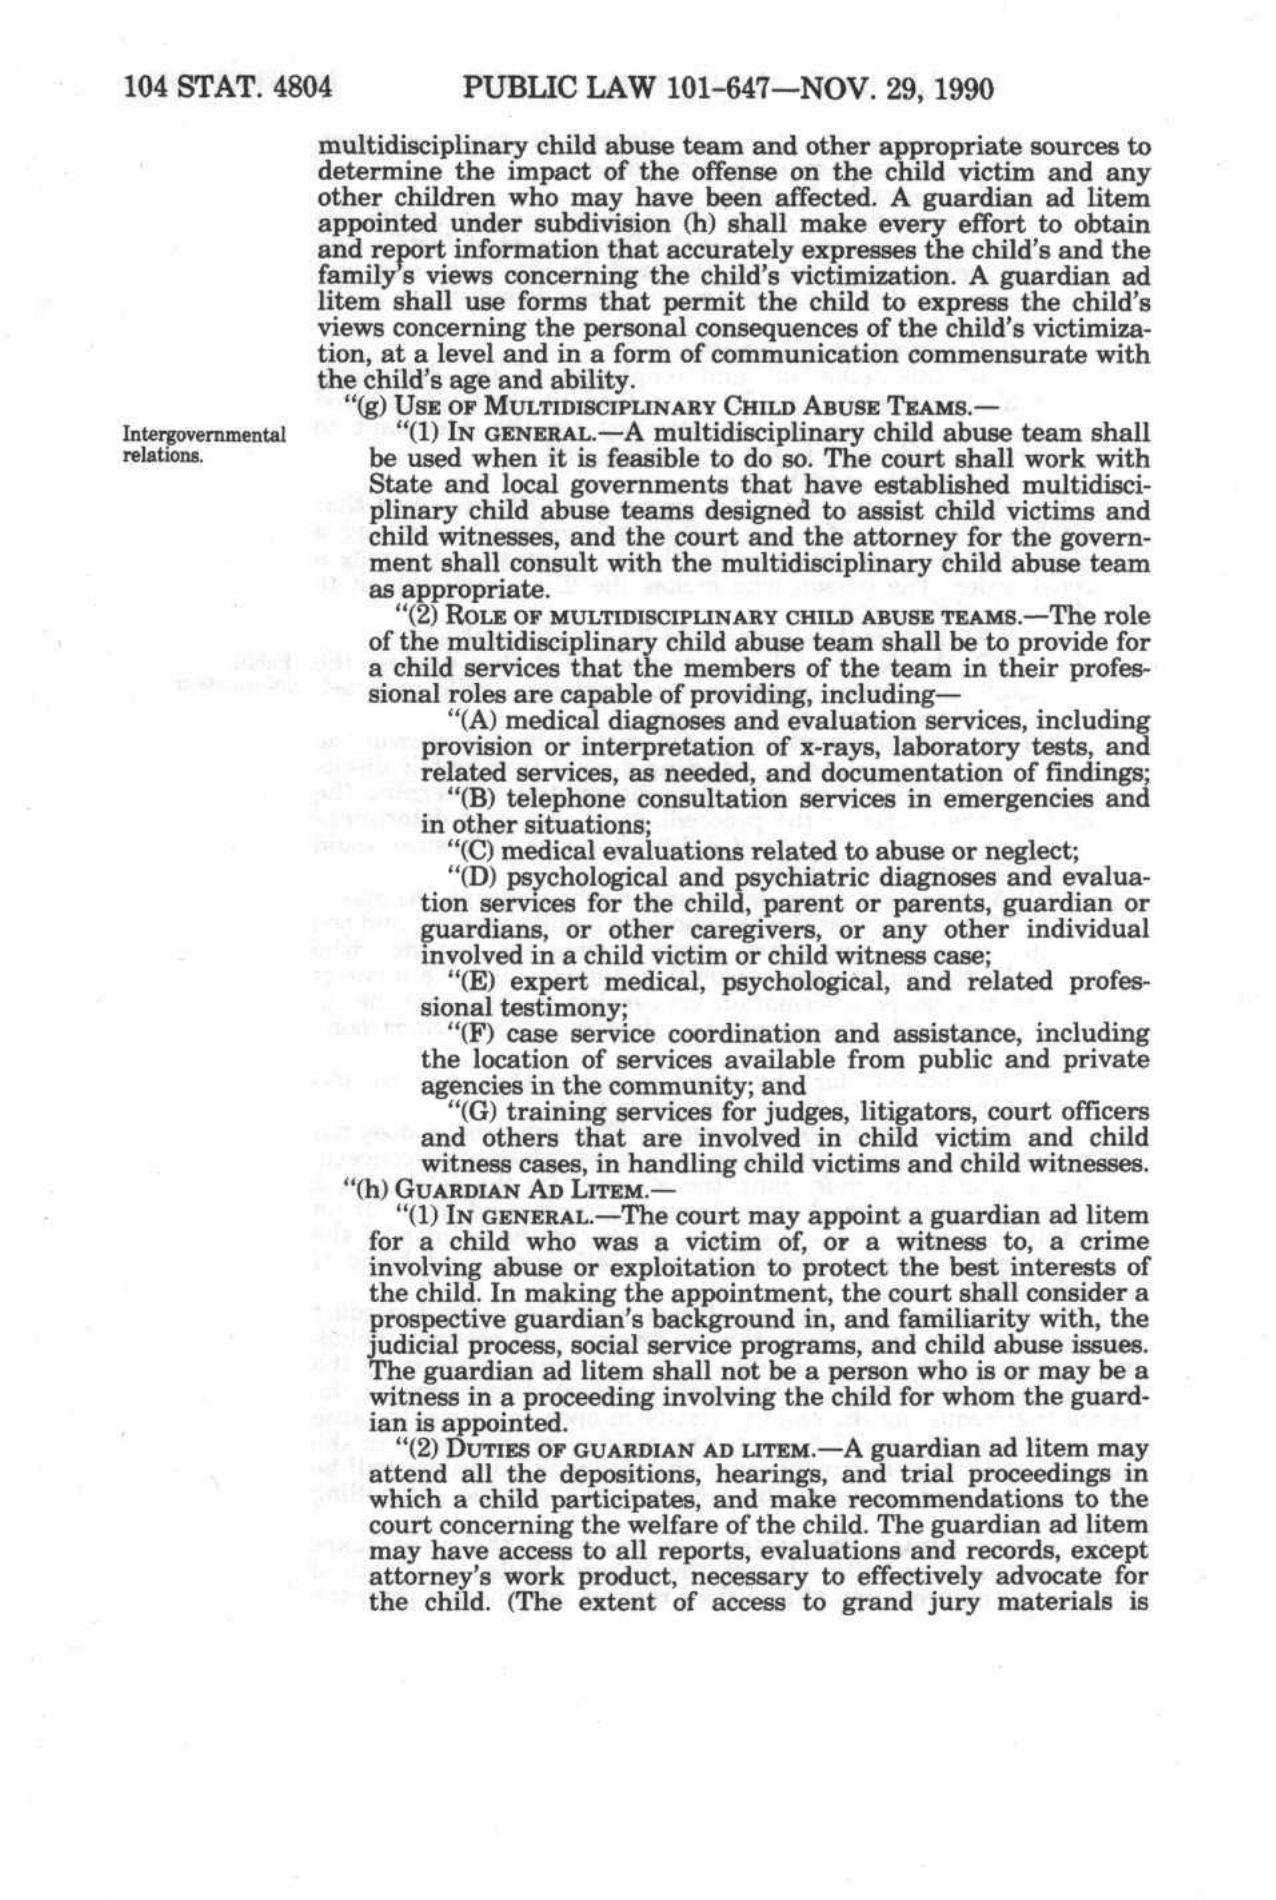 104 STAT. 4804 PUBLIC LAW 101-647—NOV. 29, 1990
multidisciplinary child abuse team and other appropriate sources to
determine the impact of the offense on the child victim and any
other children who may have been affected. A guardian ad litem
appointed under subdivision (h) shall make every effort to obtain
and report information that accurately expresses the child's and the
family's views concerning the child's victimization. A guardian ad
litem shall use forms that permit the child to express the child's
views concerning the personal consequences of the child's victimiza-
tion, at a level and in a form of communication commensurate with
the child's age and ability.
"(g) USE OF MULTIDISCIPLINARY CHILD ABUSE TEAMS.—
Intergovernmental
relations.
"(1) IN GENERAL.—A multidisciplinary child abuse team shall
be used when it is feasible to do so. The court shall work with
State and local governments that have established multidisci-
plinary child abuse teams designed to assist child victims and
child witnesses, and the court and the attorney for the govern-
ment shall consult with the multidisciplinary child abuse team
as appropriate.
"(2) ROLE OF MULTIDISCIPLINARY CHILD ABUSE TEAMS.—The role
of the multidisciplinary child abuse team shall be to provide for
a child services that the members of the team in their profes-
sional roles are capable of providing, including—
"(A) medical diagnoses and evaluation services, including
provision or interpretation of x-rays, laboratory tests, and
related services, as needed, and documentation of findings;
"(B) telephone consultation services in emergencies and
in other situations;
"(C) medical evaluations related to abuse or neglect;
"(D) psychological and psychiatric diagnoses and evalua-
tion services for the child, parent or parents, guardian or
guardians, or other caregivers, or any other individual
involved in a child victim or child witness case;
"(E) expert medical, psychological, and related profes-
sional testimony;
"(F) case service coordination and assistance, including
the location of services available from public and private
agencies in the community; and
"(G) training services for judges, litigators, court officers
and others that are involved in child victim and child
witness cases, in handling child victims and child witnesses.
"(h) GUARDIAN AD LITEM.—
"(1) IN GENERAL.—The court may appoint a guardian ad litem
for a child who was a victim of, or a witness to, a crime
involving abuse or exploitation to protect the best interests of
the child. In making the appointment, the court shall consider a
prospective guardian's background in, and familiarity with, the
judicial process, social service programs, and child abuse issues.
The guardian ad litem shall not be a person who is or may be a
witness in a proceeding involving the child for whom the guard-
ian is appointed.
"(2) DUTIES OF GUARDIAN AD LITEM.—A guardian ad litem may
attend all the depositions, hearings, and trial proceedings in
which a child participates, and make recommendations to the
court concerning the welfare of the child. The guardian ad litem
may have access to all reports, evaluations and records, except
attorney's work product, necessary to effectively advocate for
the child. (The extent of access to grand jury materials is